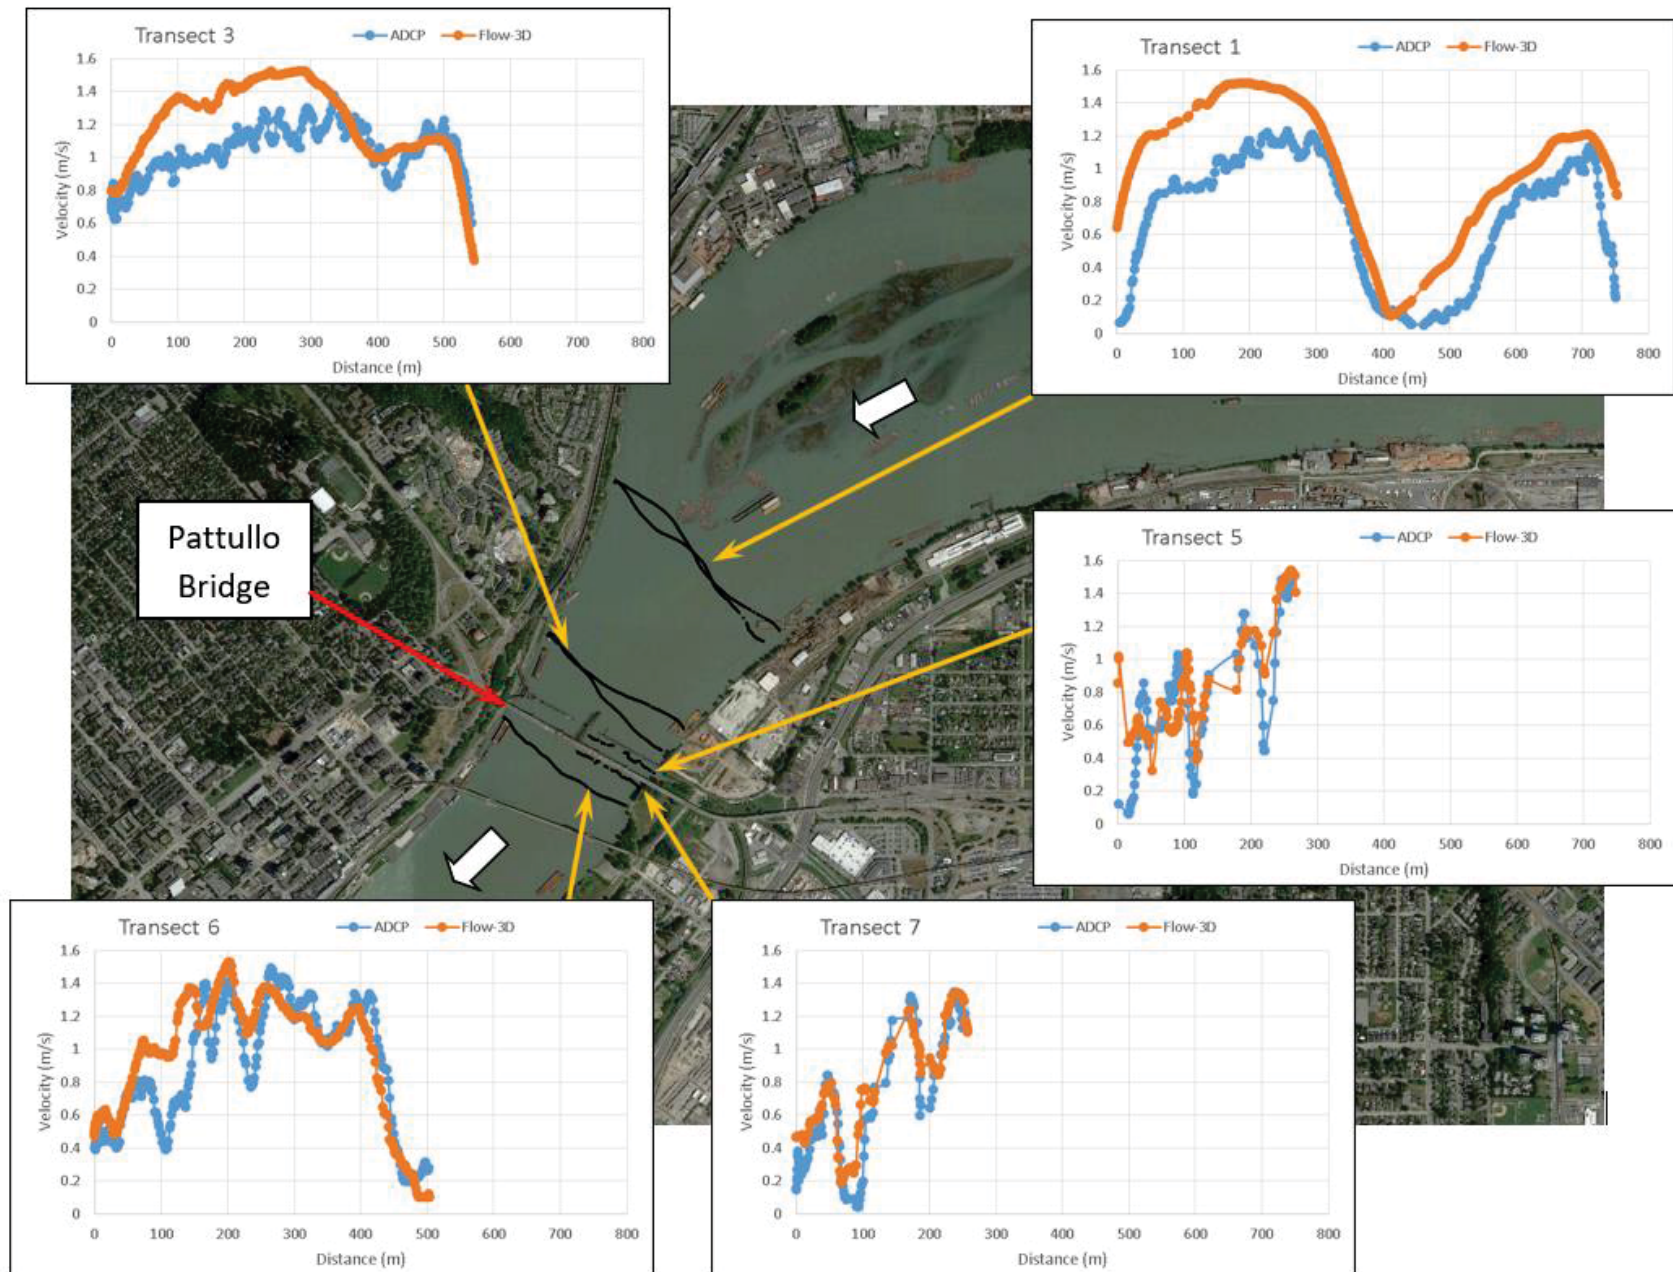 Transect 3
ADCP
Flow-3D
1.6
1.4
1.2
1
0.8
0.6
0.4
0.2
0
Velocity (m/s)
0 100 200 300 400 500 600 700 800
Distance (m)
Transect 1
ADCP
Flow-3D
1.6
1.4
1.2
1
0.8
0.6
0.4
0.2
0
Velocity (m/s)
0 100 200 300 400 500 600 700 800
Distance (m)
Pattullo
Bridge
Transect 5
ADCP
Flow-3D
1.6
1.4
1.2
1
0.8
0.6
0.4
0.2
0
Velocity (m/s)
0 100 200 300 400 500 600 700 800
Distance (m)
Transect 6
ADCP
Flow-3D
1.6
1.4
1.2
1
0.8
0.6
0.4
0.2
0
Velocity (m/s)
0 100 200 300 400 500 600 700 800
Distance (m)
Transect 7
ADCP
Flow-3D
1.6
1.4
1.2
1
0.8
0.6
0.4
0.2
0
Velocity (m/s)
0 100 200 300 400 500 600 700 800
Distance (m)